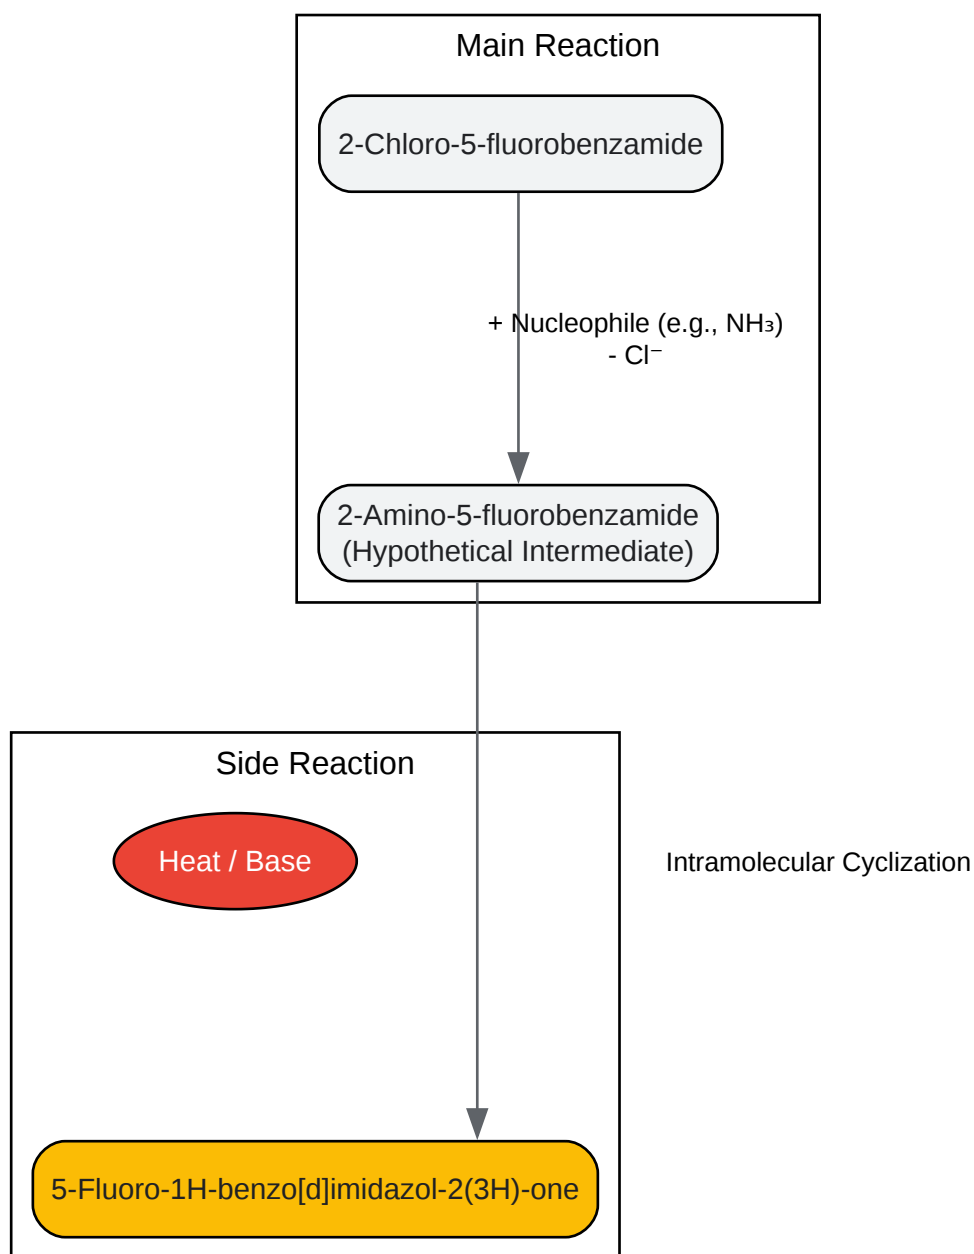 Main Reaction
2-Chloro-5-fluorobenzamide
+ Nucleophile (e.g., NH₃)
- Cl⁻
2-Amino-5-fluorobenzamide
(Hypothetical Intermediate)
Side Reaction
Heat / Base
Intramolecular Cyclization
5-Fluoro-1H-benzo[d]imidazol-2(3H)-one